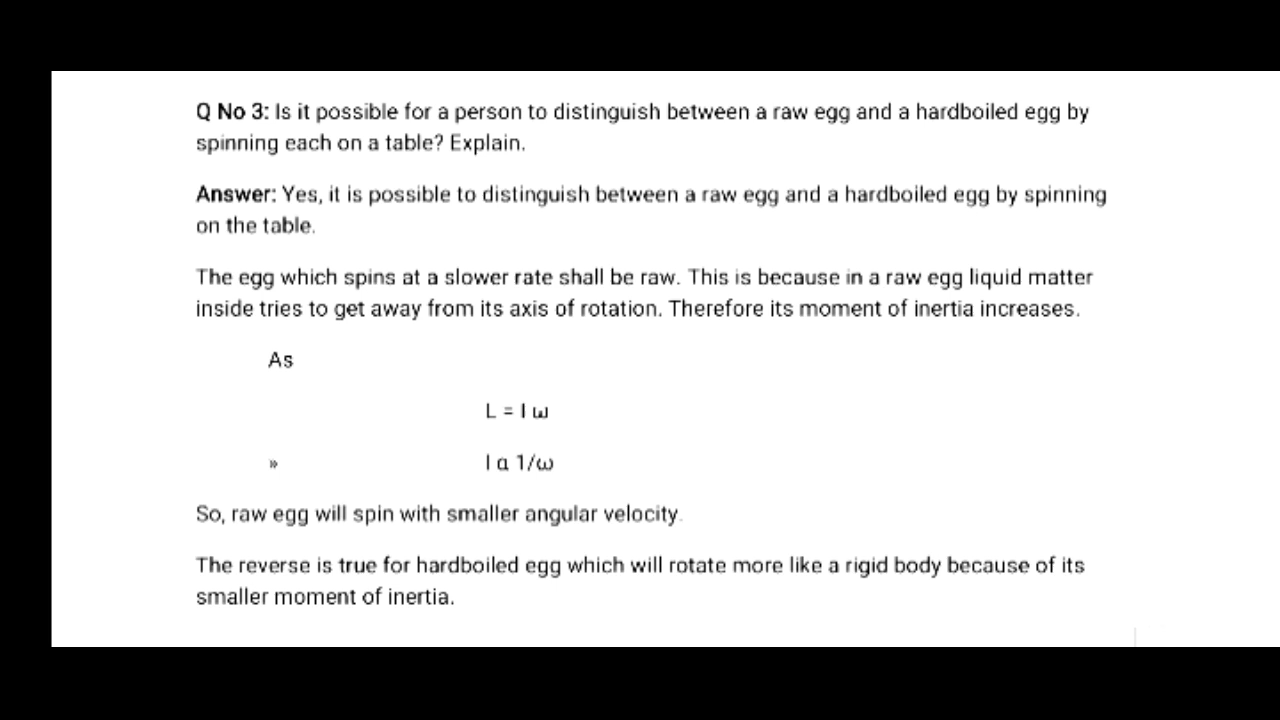 Q No 3: Is it possible for a person to distinguish between a raw egg and a hardboiled egg by
spinning each on a table? Explain.
Answer: Yes, it is possible to distinguish between a raw egg and a hardboiled egg by spinning
on the table.
The egg which spins at a slower rate shall be raw. This is because in a raw egg liquid matter
inside tries to get away from its axis of rotation. Therefore its moment of inertia increases.
As
L = I ω
» I α 1/ω
So, raw egg will spin with smaller angular velocity.
The reverse is true for hardboiled egg which will rotate more like a rigid body because of its
smaller moment of inertia.